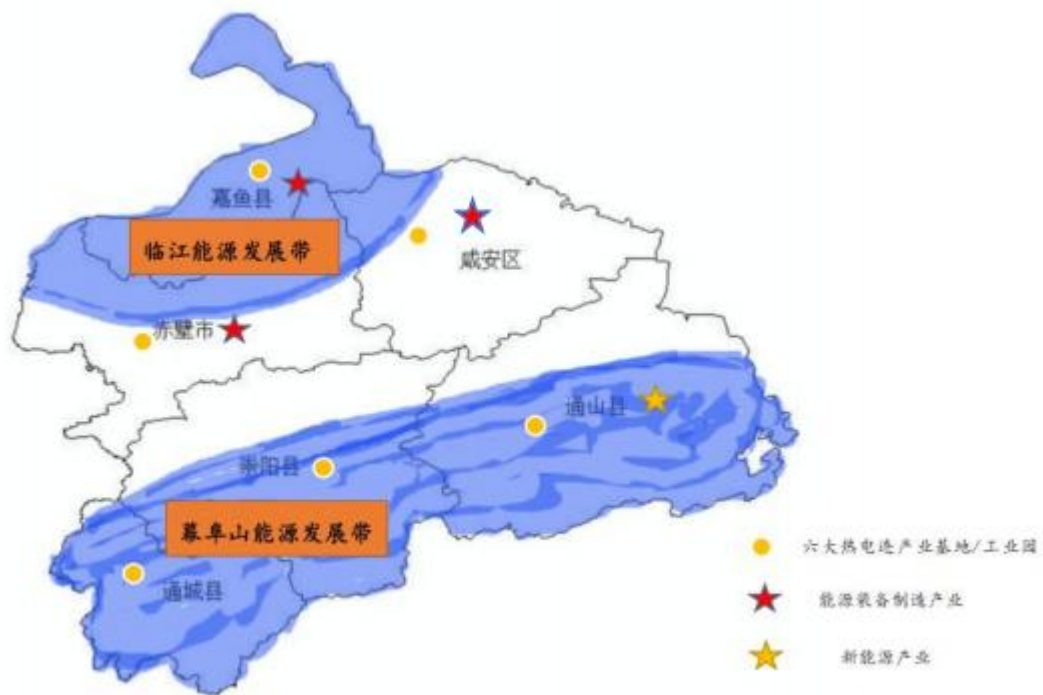 嘉鱼县
临江能源发展带
咸安区
赤壁市
通山县
崇阳县
幕阜山能源发展带
通城县
六大热电造产业基地/工业园
能源装备制造产业
新能源产业